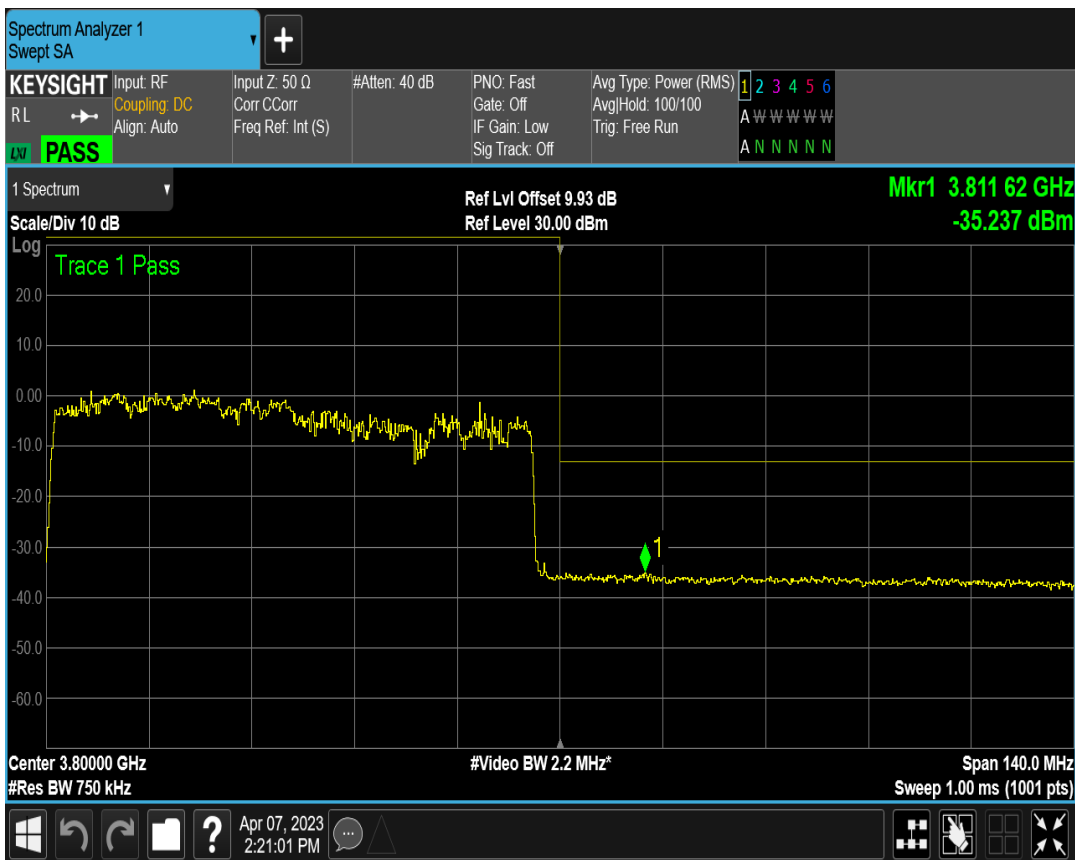 Spectrum Analyzer 1
Swept SA
KEYSIGHT
R L
LXI
PASS
Input: RF
Coupling: DC
Align: Auto
Input Z: 50 Ω
Corr CCorr
Freq Ref: Int (S)
#Atten: 40 dB
PNO: Fast
Gate: Off
IF Gain: Low
Sig Track: Off
Avg Type: Power (RMS)
Avg|Hold: 100/100
Trig: Free Run
1 2 3 4 5 6
A W W W W W
A N N N N N
1 Spectrum
Ref Lvl Offset 9.93 dB
Mkr1 3.811 62 GHz
Scale/Div 10 dB
Ref Level 30.00 dBm
-35.237 dBm
Log
Trace 1 Pass
20.0
10.0
0.00
-10.0
-20.0
-30.0
1
-40.0
-50.0
-60.0
Center 3.80000 GHz
#Video BW 2.2 MHz*
Span 140.0 MHz
#Res BW 750 kHz
Sweep 1.00 ms (1001 pts)
?
Apr 07, 2023
2:21:01 PM